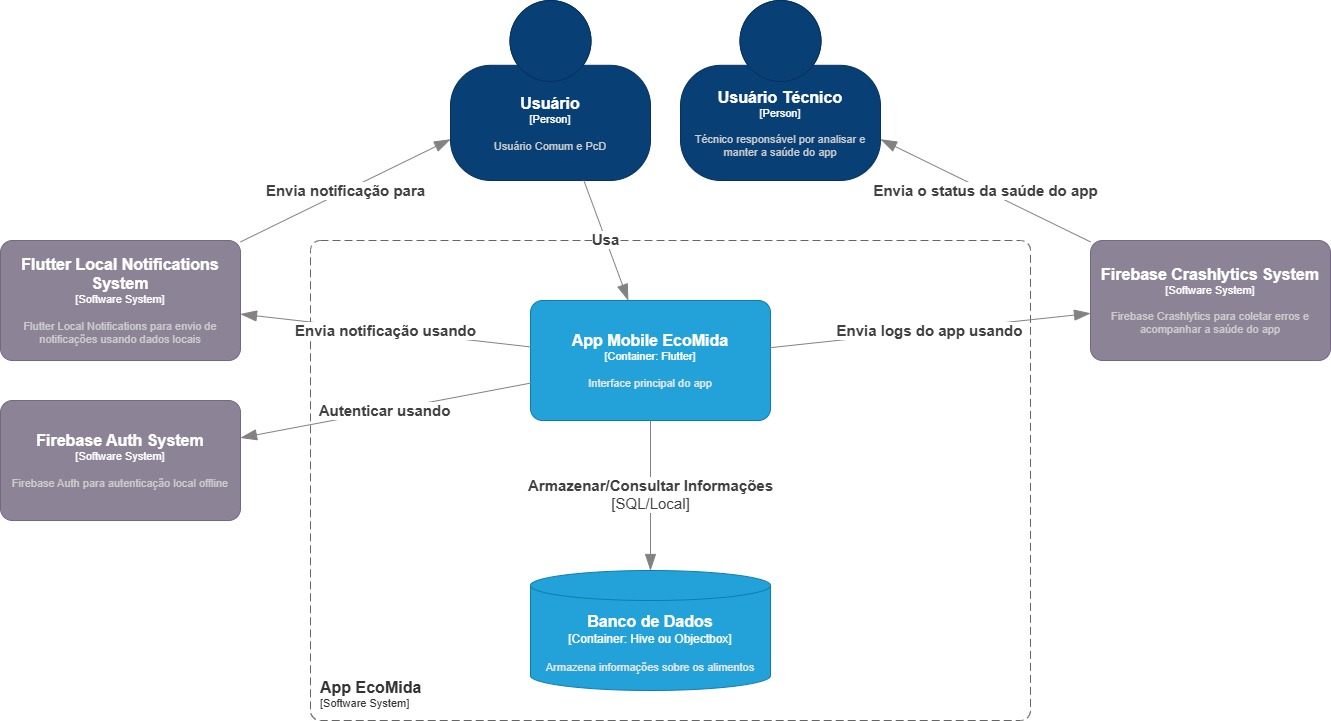 Usuário
[Person]
Usuário Comum e PcD
Usuário Técnico
[Person]
Técnico responsável por analisar e
manter a saúde do app
Envia notificação para
Envia o status da saúde do app
Usa
Flutter Local Notifications
System
[Software System]
Flutter Local Notifications para envio de
notificações usando dados locais
Firebase Crashlytics System
[Software System]
Firebase Crashlytics para coletar erros e
acompanhar a saúde do app
Envia notificação usando
App Mobile EcoMida
[Container: Flutter]
Interface principal do app
Envia logs do app usando
Autenticar usando
Firebase Auth System
[Software System]
Firebase Auth para autenticação local offline
Armazenar/Consultar Informações
[SQL/Local]
Banco de Dados
[Container: Hive ou Objectbox]
Armazena informações sobre os alimentos
App EcoMida
[Software System]